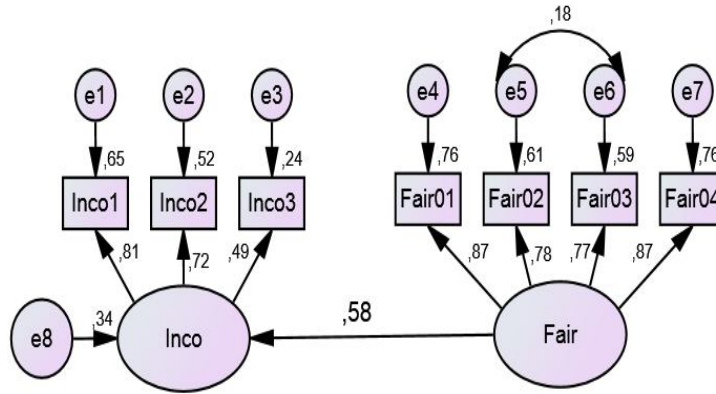 ,18
e1 e2 e3 e4 e5 e6 e7
,65 ,52 ,24 ,76 ,61 ,59 ,76
Inco1 Inco2 Inco3 Fair01 Fair02 Fair03 Fair04
,81 ,72 ,49 ,87 ,78 ,77 ,87
e8 ,34 Inco ,58 Fair